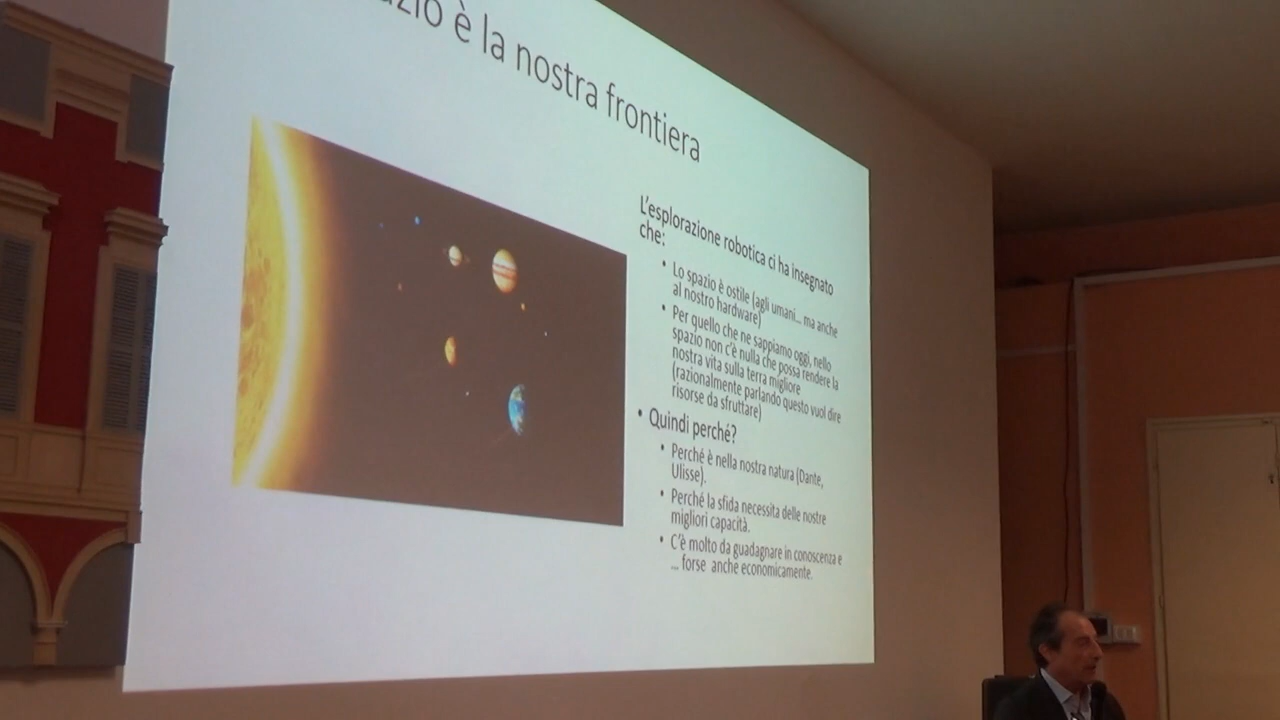 è la nostra frontiera
L'esplorazione robotica ci ha insegnato
che:
• Lo spazio è ostile (agli umani... ma anche
al nostro hardware)
• Per quello che ne sappiamo oggi, nello
spazio non c'è nulla che possa rendere la
nostra vita sulla terra migliore
(razionalmente parlando questo vuol dire
risorse da sfruttare)
• Quindi perché?
• Perché è nella nostra natura (Dante,
Ulisse).
• Perché la sfida necessita delle nostre
migliori capacità.
• C'è molto da guadagnare in conoscenza e
... forse anche economicamente.